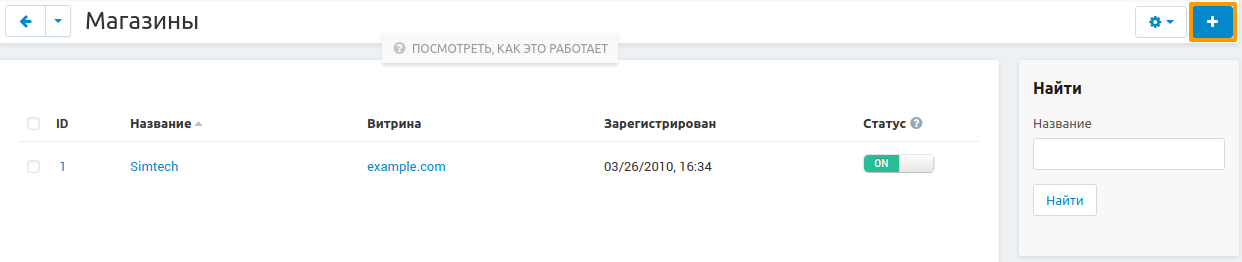 Магазины
ПОСМОТРЕТЬ, КАК ЭТО РАБОТАЕТ
ID Название Витрина Зарегистрирован Статус
1 Simtech example.com 03/26/2010, 16:34 ON
Найти
Название
Найти